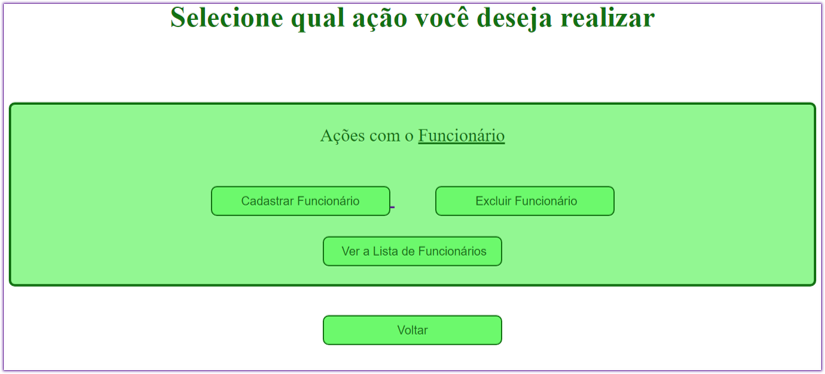 Selecione qual ação você deseja realizar
Ações com o Funcionário
Cadastrar Funcionário
Excluir Funcionário
Ver a Lista de Funcionários
Voltar